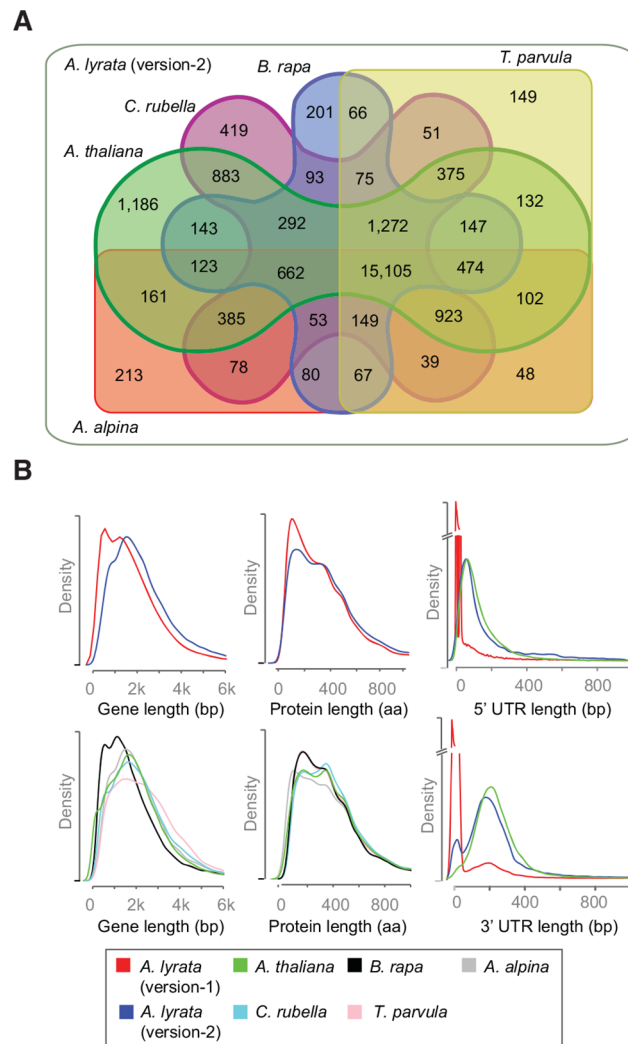 A
A. lyrata (version-2)
B. rapa
T. parvula
C. rubella
A. thaliana
201 66 149
419 51
883 93 75 375
1,186 132
143 292 1,272 147
123 662 15,105 474
161 102
385 53 149 923
213 78 80 67 39 48
A. alpina
B
Density Density Density
0 2k 4k 6k 0 400 800 0 400 800
Gene length (bp) Protein length (aa) 5' UTR length (bp)
Density Density Density
0 2k 4k 6k 0 400 800 0 400 800
Gene length (bp) Protein length (aa) 3' UTR length (bp)
A. lyrata (version-1) A. thaliana B. rapa A. alpina
A. lyrata (version-2) C. rubella T. parvula